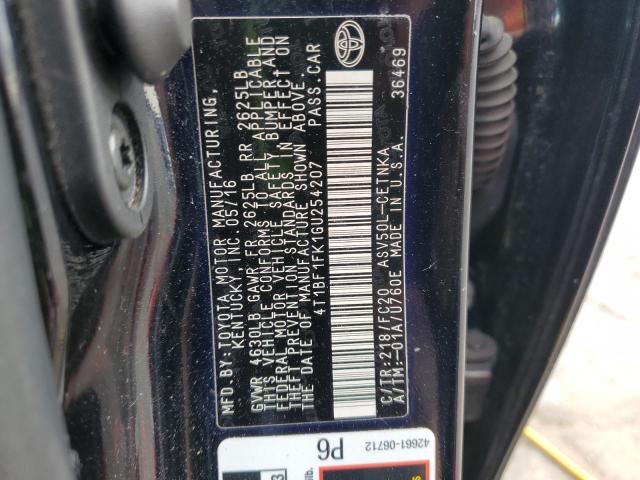 MFD.BY:TOYOTA MOTOR MANUFACTURING,
KENTUCKY, INC. 05/16
GVWR 4630LB GAWR FR 2625LB RR 2625LB
THIS VEHICLE CONFORMS TO ALL APPLICABLE
FEDERAL MOTOR VEHICLE SAFETY BUMPER,AND
THEFT PREVENTION STANDARDS IN EFFECTION
THE DATE OF MANUFACTURE SHOWN ABOVE.
4T1BF1FK1GU254207 PASS.CAR
C/TR:218/FC20 ASV50L-CETNKA
A/TM:-01A/U760E MADE IN U.S.A. 36469
P6
42661-06712